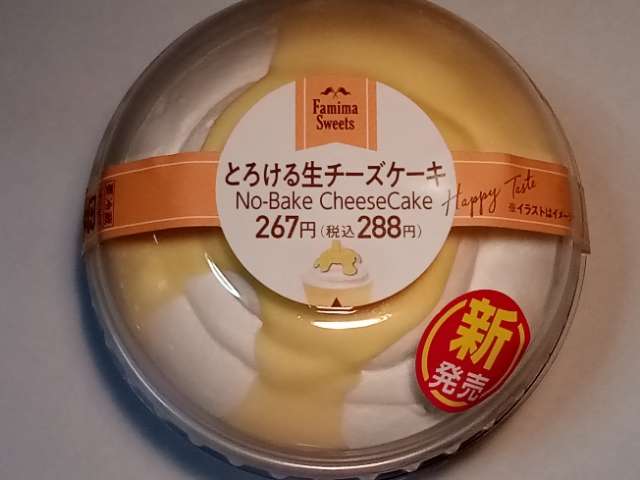 Famima
Sweets
とろける生チーズケーキ
No-Bake CheeseCake
267円(税込288円)
Happy Taste
※イラストはイメージ
新
発売